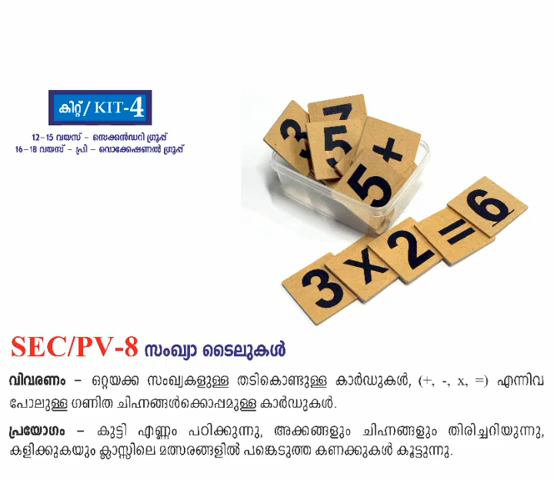 കിറ്റ്/KIT-4
12-15 വയസ് - സെക്കൻഡറി ഗ്രൂപ്പ്
16-18 വയസ് - പ്രി - വൊക്കേഷണൽ ഗ്രൂപ്പ്
3
7
5
5
+
3 x 2 = 6
SEC/PV-8 സംഖ്യാ ടൈലുകൾ
വിവരണം – ഒറ്റയക്ക സംഖ്യകളുള്ള തടികൊണ്ടുള്ള കാർഡുകൾ, (+, -, x, =) എന്നിവ
പോലുള്ള ഗണിത ചിഹ്നങ്ങൾക്കൊപ്പമുള്ള കാർഡുകൾ.
പ്രയോഗം – കുട്ടി എണ്ണം പഠിക്കുന്നു, അക്കങ്ങളും ചിഹ്നങ്ങളും തിരിച്ചറിയുന്നു,
കളിക്കുകയും ക്ലാസ്സിലെ മത്സരങ്ങളിൽ പങ്കെടുത്ത കണക്കുകൾ കൂട്ടുന്നു.